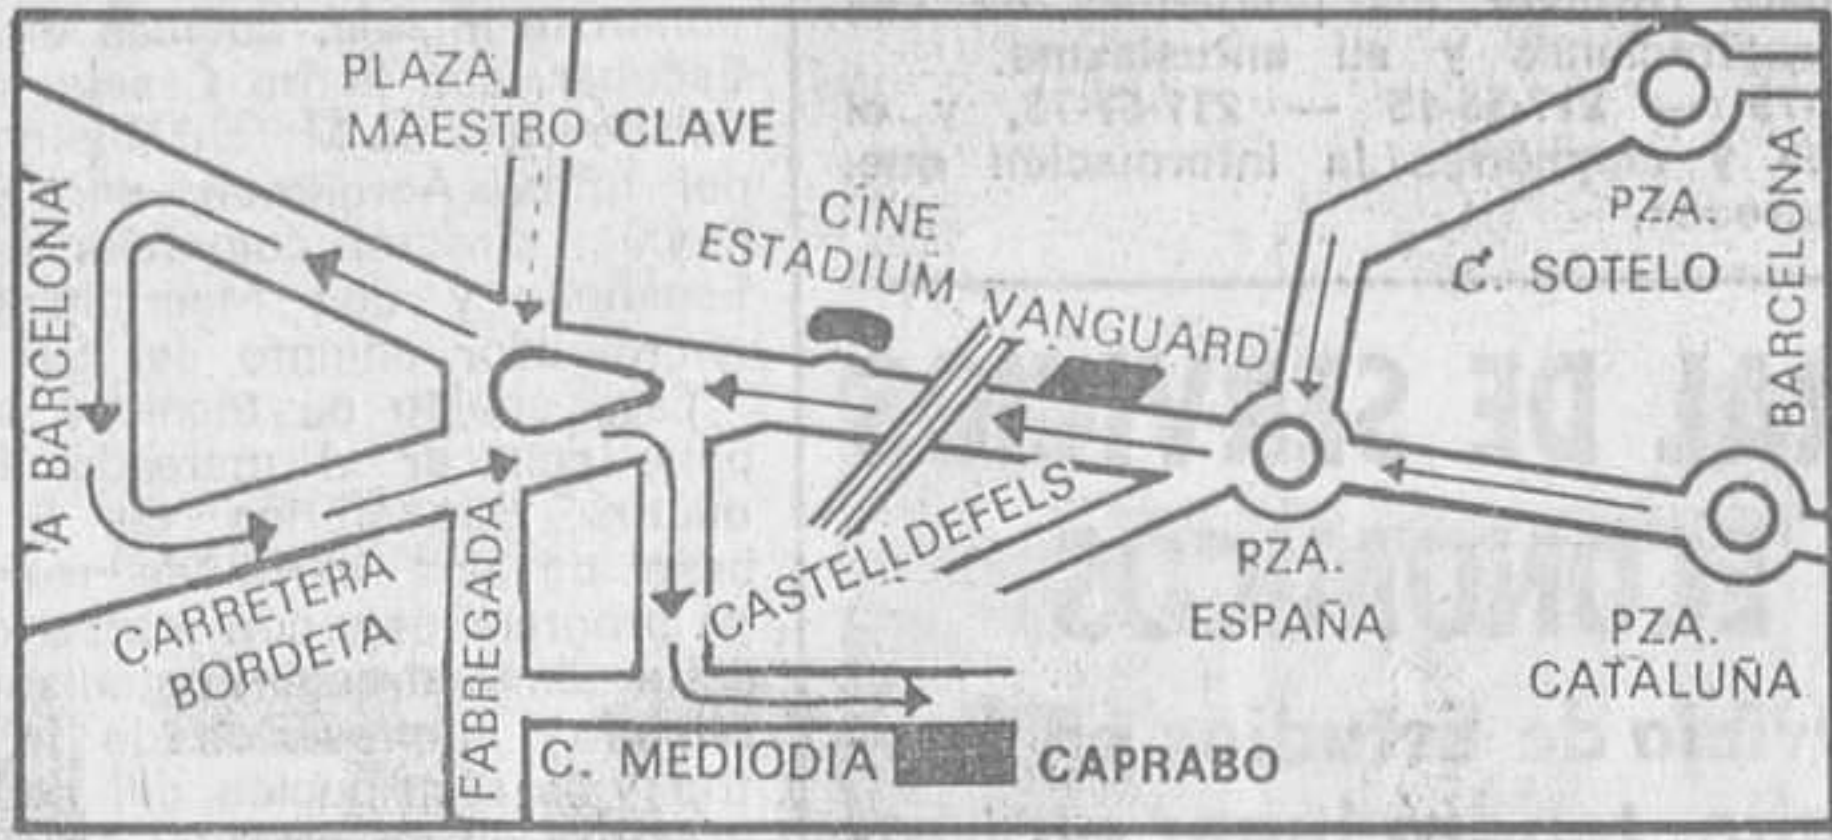 PLAZA
MAESTRO CLAVE
CINE
ESTADIUM
VANGUARD
PZA.
C. SOTELO
BARCELONA
A BARCELONA
CARRETERA
BORDETA
FABREGADA
CASTELLDEFELS
PZA.
ESPAÑA
PZA.
CATALUÑA
C. MEDIODIA
CAPRABO